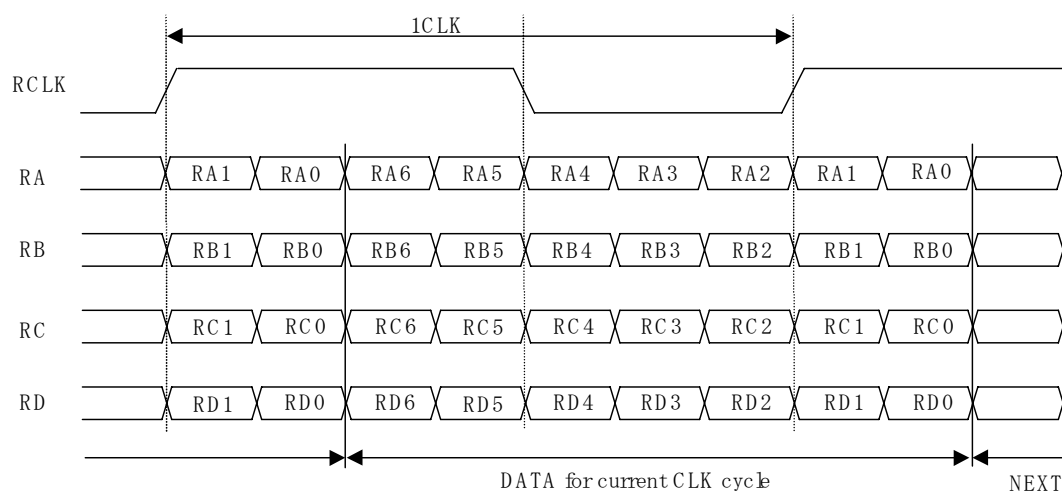 1CLK
RCLK
RA RA1 RA0 RA6 RA5 RA4 RA3 RA2 RA1 RA0
RB RB1 RB0 RB6 RB5 RB4 RB3 RB2 RB1 RB0
RC RC1 RC0 RC6 RC5 RC4 RC3 RC2 RC1 RC0
RD RD1 RD0 RD6 RD5 RD4 RD3 RD2 RD1 RD0
DATA for current CLK cycle NEXT